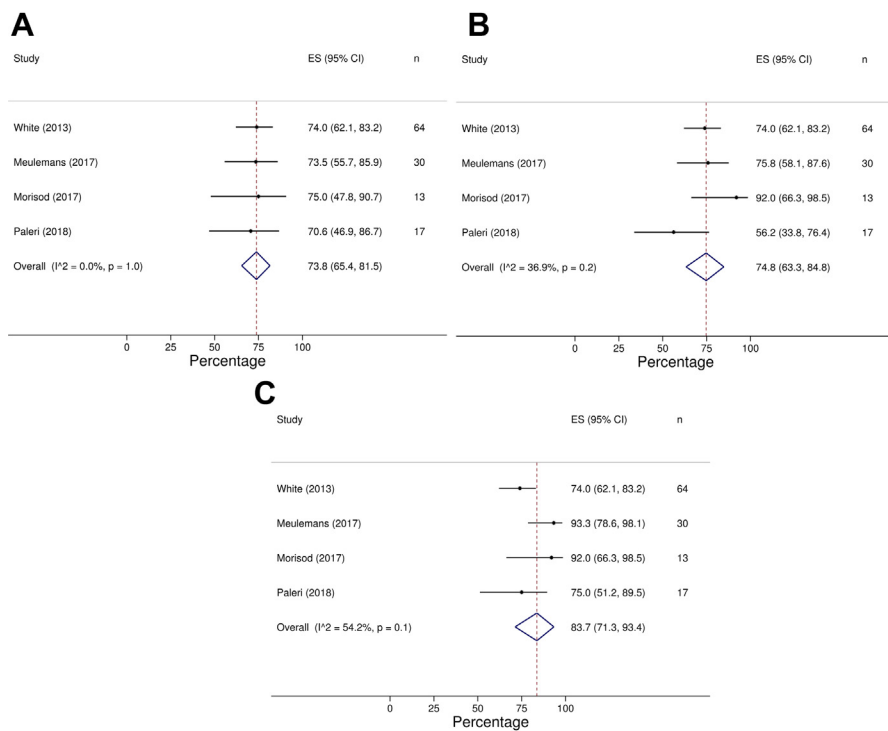 A
Study ES (95% CI) n
White (2013) 74.0 (62.1, 83.2) 64
Meulemans (2017) 73.5 (55.7, 85.9) 30
Morisod (2017) 75.0 (47.8, 90.7) 13
Paleri (2018) 70.6 (46.9, 86.7) 17
Overall (I^2 = 0.0%, p = 1.0) 73.8 (65.4, 81.5)
0 25 50 75 100
Percentage
B
Study ES (95% CI) n
White (2013) 74.0 (62.1, 83.2) 64
Meulemans (2017) 75.8 (58.1, 87.6) 30
Morisod (2017) 92.0 (66.3, 98.5) 13
Paleri (2018) 56.2 (33.8, 76.4) 17
Overall (I^2 = 36.9%, p = 0.2) 74.8 (63.3, 84.8)
0 25 50 75 100
Percentage
C
Study ES (95% CI) n
White (2013) 74.0 (62.1, 83.2) 64
Meulemans (2017) 93.3 (78.6, 98.1) 30
Morisod (2017) 92.0 (66.3, 98.5) 13
Paleri (2018) 75.0 (51.2, 89.5) 17
Overall (I^2 = 54.2%, p = 0.1) 83.7 (71.3, 93.4)
0 25 50 75 100
Percentage